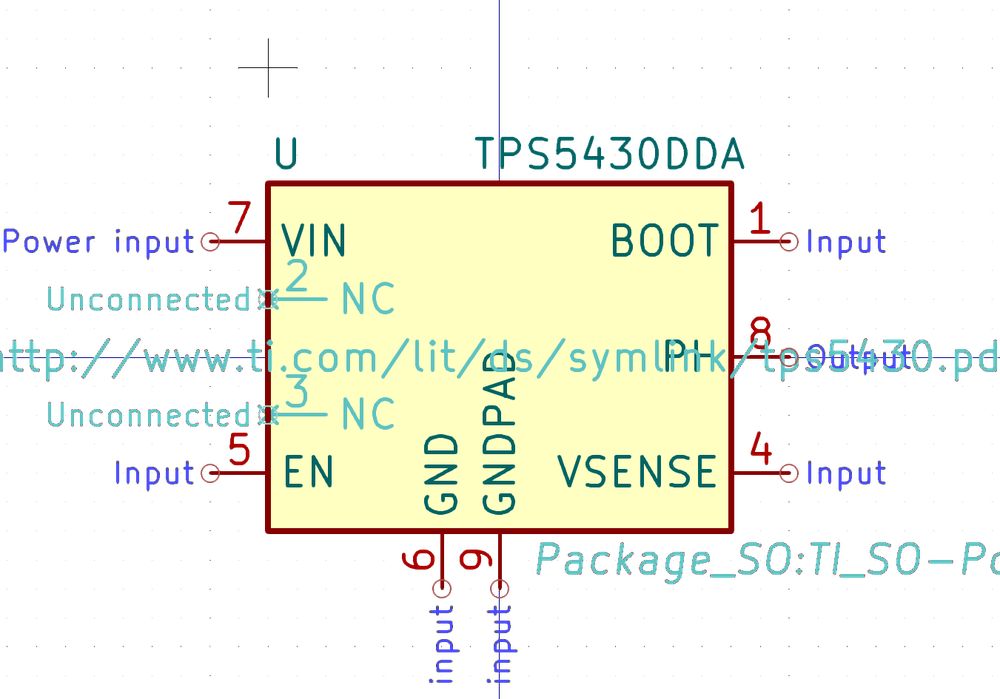 U TPS5430DDA
7 1
Power input VIN BOOT Input
2
Unconnected NC
8
http://www.ti.com/lit/ds/symlink/tps5430.pd
PH Output
3
Unconnected NC
5 4
Input EN VSENSE Input
GND
GNDPAD
6 9
Package_SO:TI_SO-Po
input
input